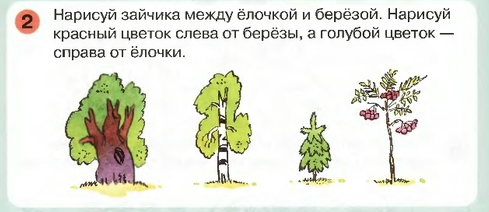 2 Нарисуй зайчика между ёлочкой и берёзой. Нарисуй
красный цветок слева от берёзы, а голубой цветок —
справа от ёлочки.